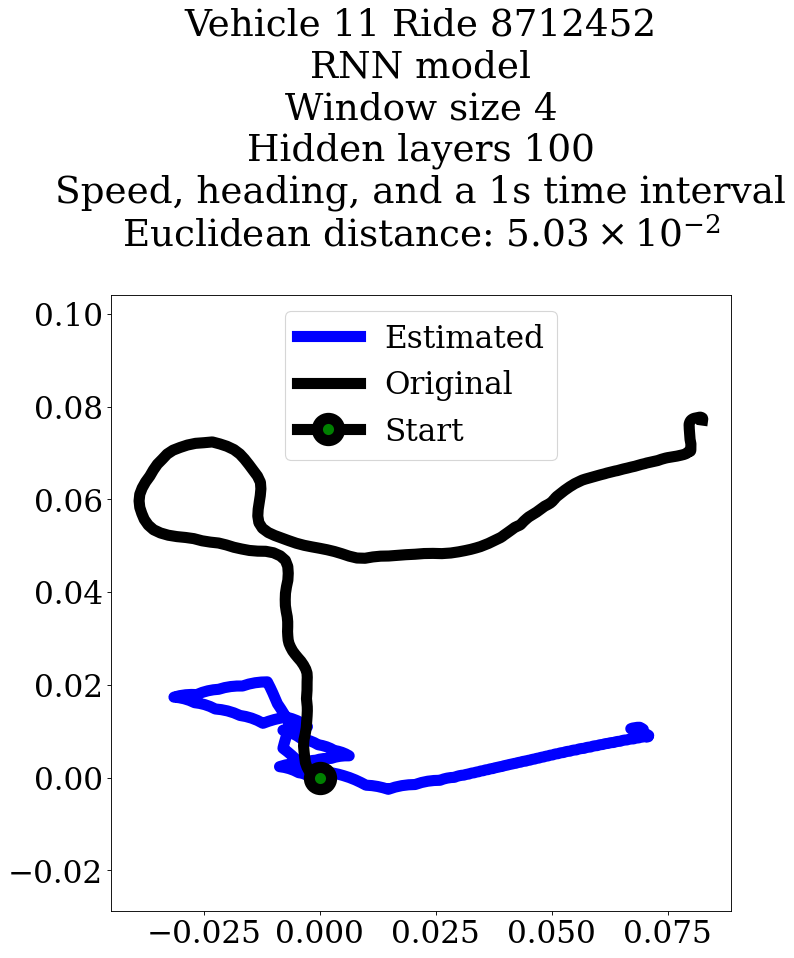 Vehicle 11 Ride 8712452
RNN model
Window size 4
Hidden layers 100
Speed, heading, and a 1s time interval
Euclidean distance: 5.03 × 10⁻²
Estimated
Original
Start
0.10
0.08
0.06
0.04
0.02
0.00
−0.02
−0.025 0.000 0.025 0.050 0.075